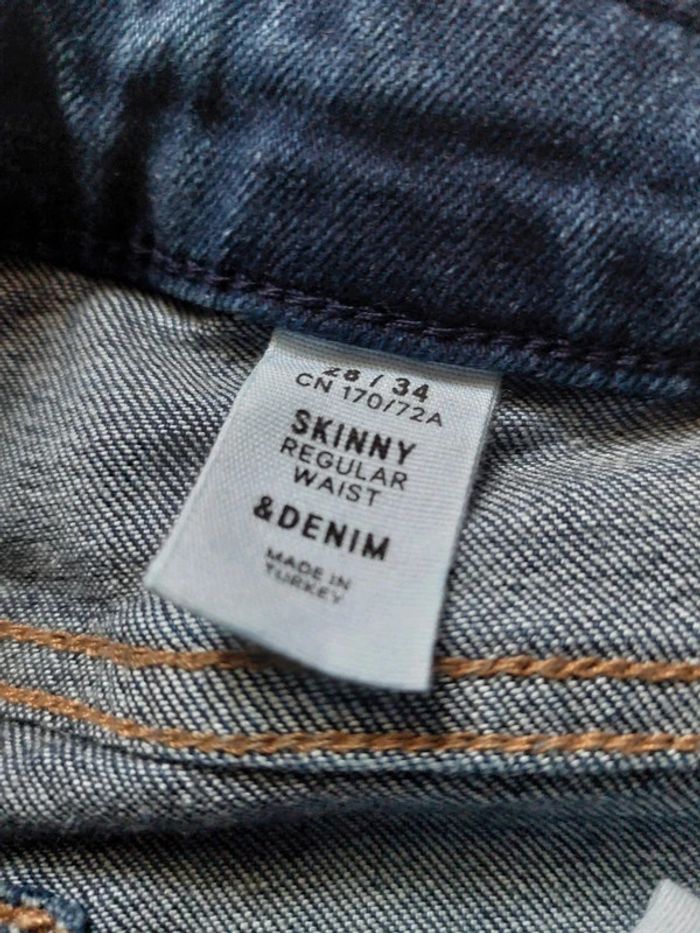 28 / 34
CN 170/72A
SKINNY
REGULAR
WAIST
&DENIM
MADE IN
TURKEY